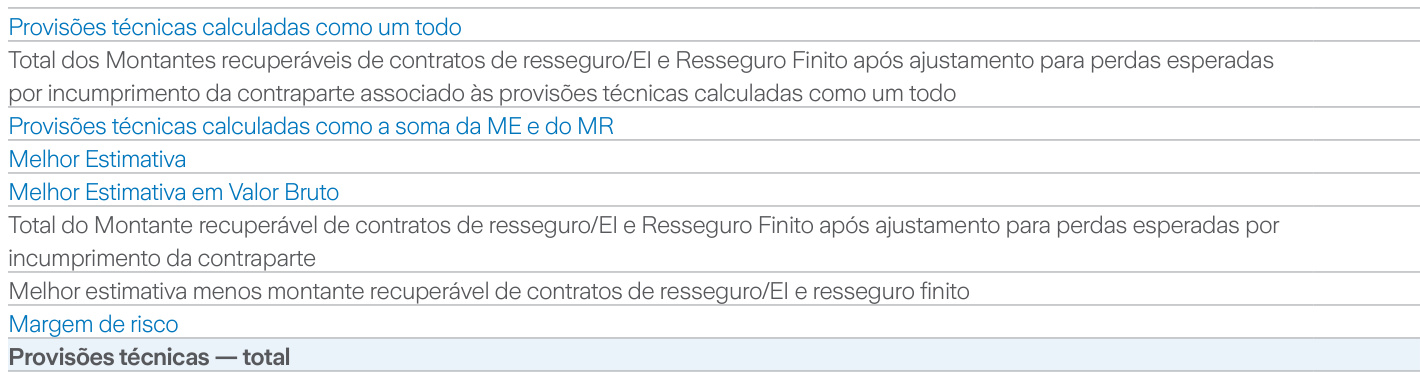 Provisões técnicas calculadas como um todo
Total dos Montantes recuperáveis de contratos de resseguro/EI e Resseguro Finito após ajustamento para perdas esperadas
por incumprimento da contraparte associado às provisões técnicas calculadas como um todo
Provisões técnicas calculadas como a soma da ME e do MR
Melhor Estimativa
Melhor Estimativa em Valor Bruto
Total do Montante recuperável de contratos de resseguro/EI e Resseguro Finito após ajustamento para perdas esperadas por
incumprimento da contraparte
Melhor estimativa menos montante recuperável de contratos de resseguro/EI e resseguro finito
Margem de risco
Provisões técnicas — total